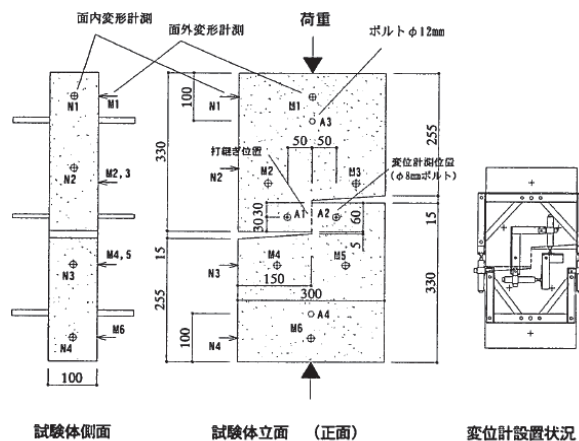 面内変形計測
面外変形計測
荷重
ボルトφ12mm
N1
M1
N2
M2,3
N3
M4,5
N4
M6
100
330
15
255
N1
N2
N3
N4
100
M1
A3
50
50
打継ぎ位置
M2
M3
変位計測位置
(φ8mmボルト)
30
30
A1
A2
60
5
M4
M5
150
300
A4
M6
100
255
15
330
試験体側面
試験体立面 (正面)
変位計設置状況